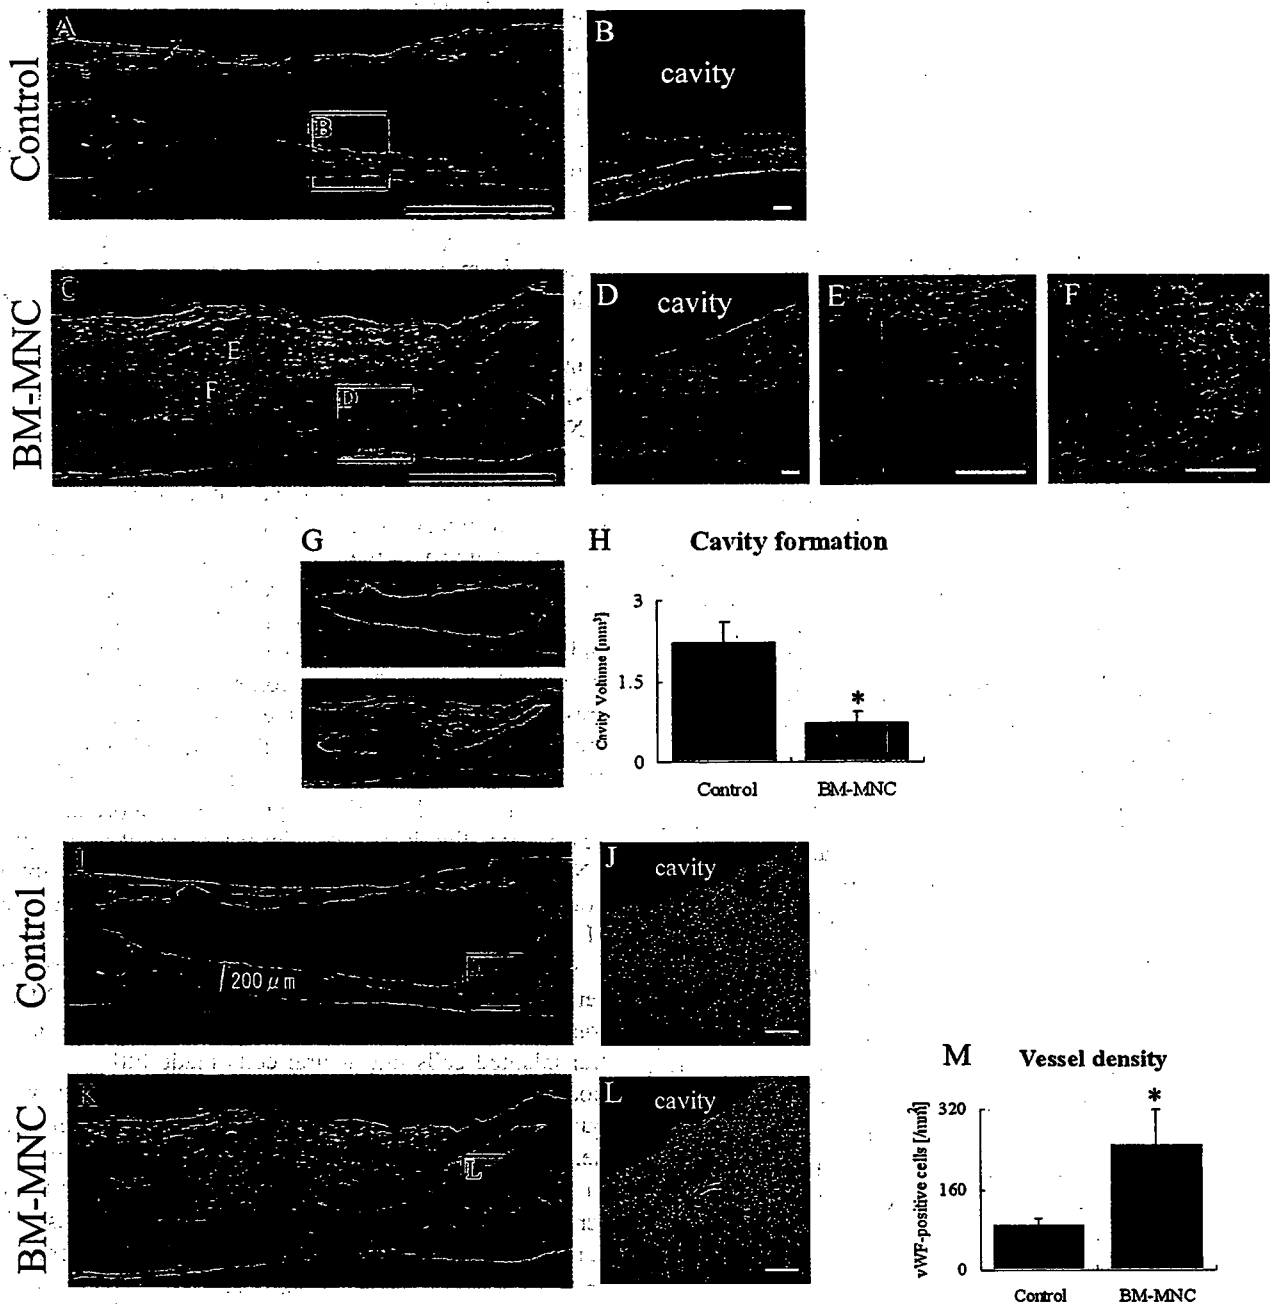 Control
A
B
B
cavity
BM-MNC
C
E
F
D
D
cavity
E
F
G
H
Cavity formation
Cavity Volume [mm³]
3
1.5
0
*
Control
BM-MNC
Control
I
200 μm
J
cavity
BM-MNC
K
L
L
cavity
M
Vessel density
vWF-positive cells [/mm³]
320
160
0
*
Control
BM-MNC